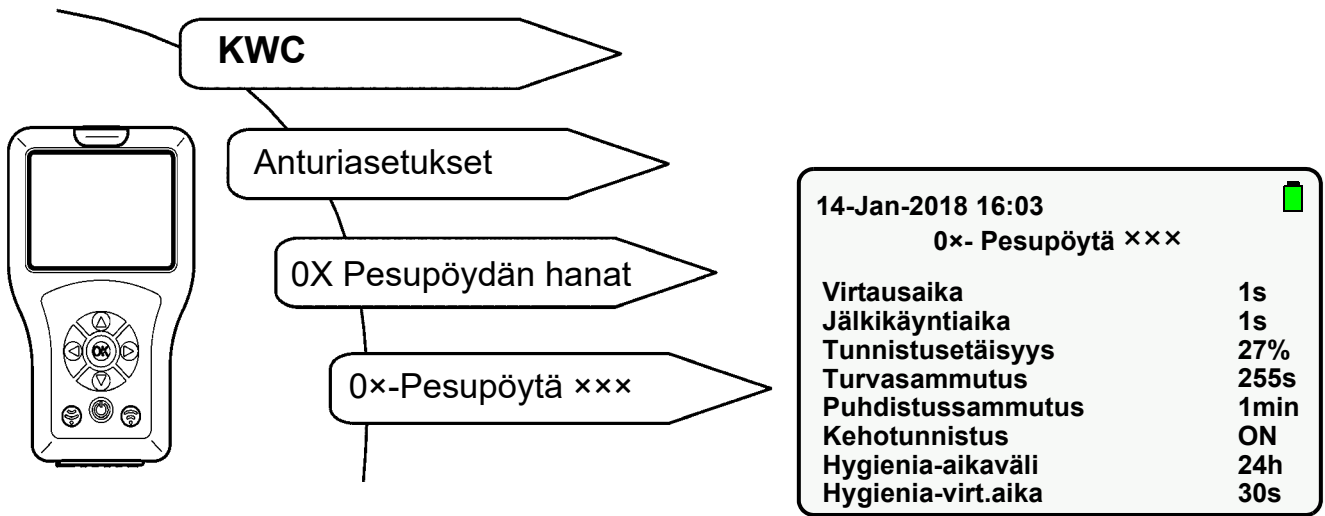 KWC
Anturiasetukset
0X Pesupöydän hanat
0×-Pesupöytä ×××
OK
14-Jan-2018 16:03
0×- Pesupöytä ×××
Virtausaika 1s
Jälkikäyntiaika 1s
Tunnistusetäisyys 27%
Turvasammutus 255s
Puhdistussammutus 1min
Kehotunnistus ON
Hygienia-aikaväli 24h
Hygienia-virt.aika 30s